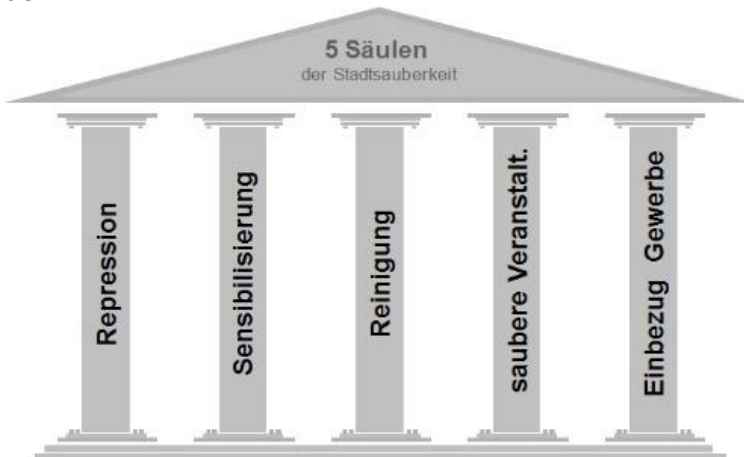 5 Säulen
der Stadtsauberkeit
Repression
Sensibilisierung
Reinigung
saubere Veranstalt.
Einbezug Gewerbe